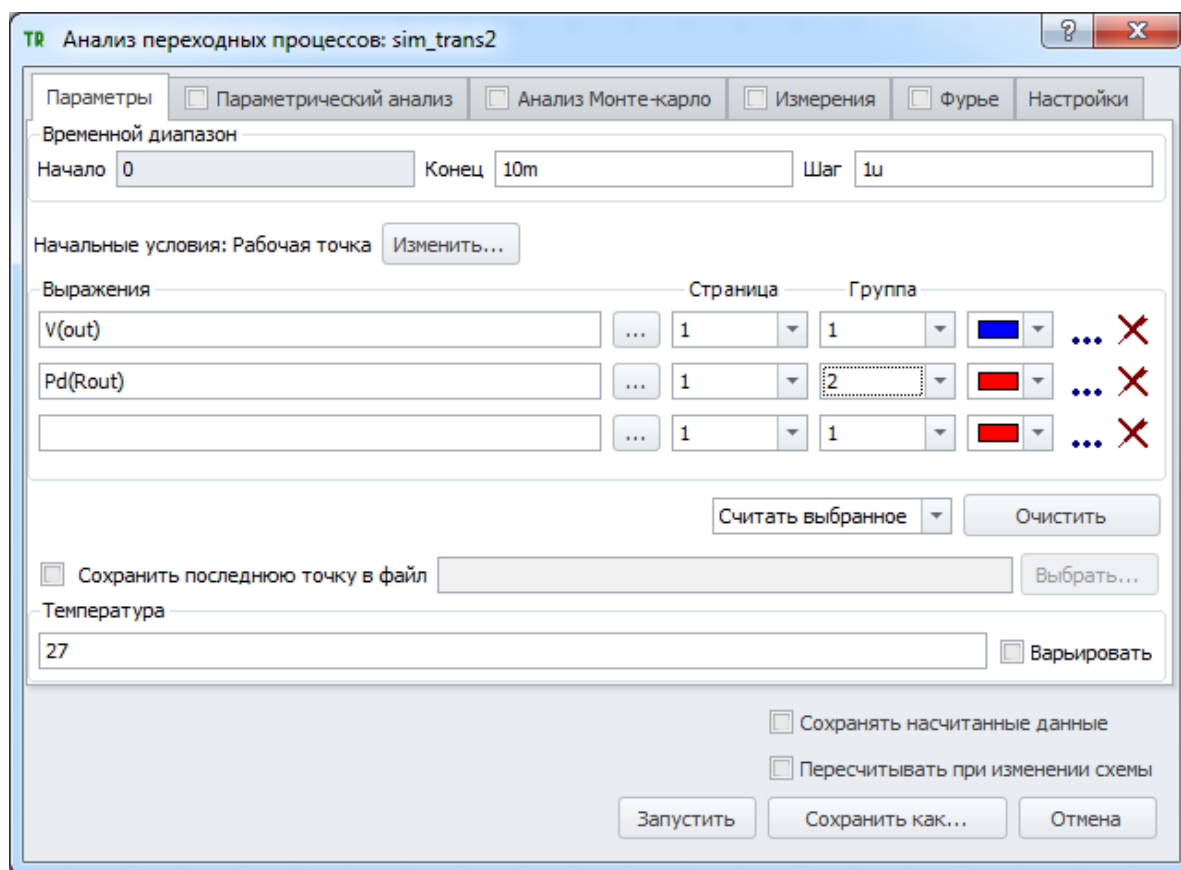 TR Анализ переходных процессов: sim_trans2
Параметры Параметрический анализ Анализ Монте-карло Измерения Фурье Настройки
Временной диапазон
Начало 0 Конец 10m Шаг 1u
Начальные условия: Рабочая точка Изменить...
Выражения Страница Группа
V(out) ... 1 1 ...
Pd(Rout) ... 1 2 ...
... 1 1 ...
Считать выбранное Очистить
Сохранить последнюю точку в файл Выбрать...
Температура
27 Варьировать
Сохранять насчитанные данные
Пересчитывать при изменении схемы
Запустить Сохранить как... Отмена